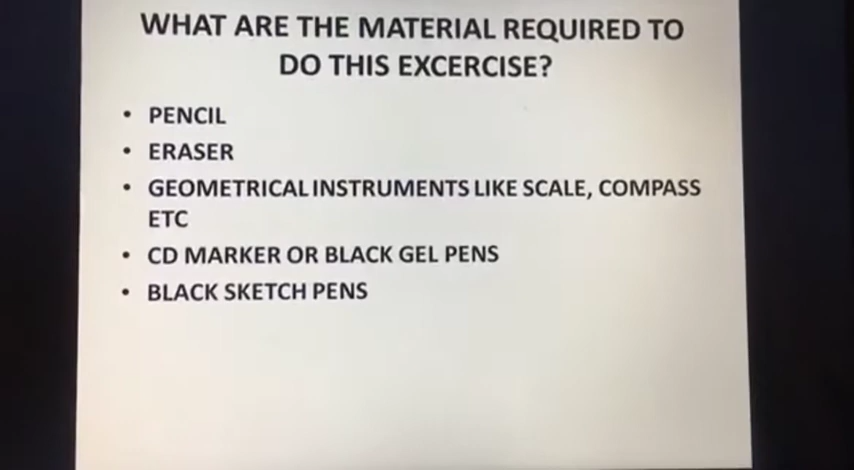 WHAT ARE THE MATERIAL REQUIRED TO
DO THIS EXCERCISE?
• PENCIL
• ERASER
• GEOMETRICAL INSTRUMENTS LIKE SCALE, COMPASS
ETC
• CD MARKER OR BLACK GEL PENS
• BLACK SKETCH PENS